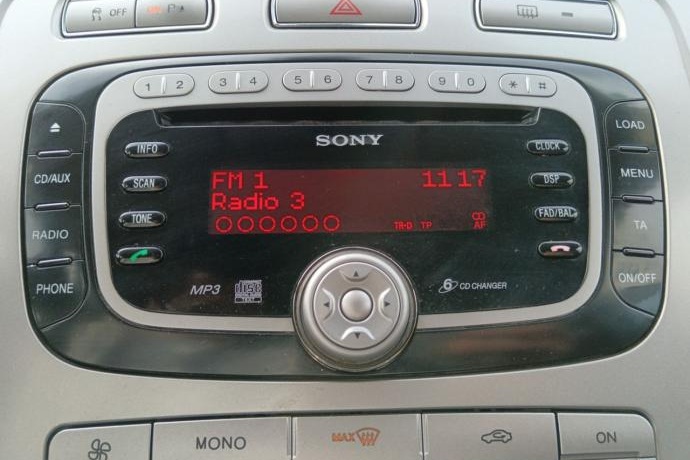 OFF ON P
1 2 3 4 5 6 7 8 9 0 * #
SONY
LOAD
INFO CLOCK
CD/AUX SCAN FM 1 11 17 DSP MENU
Radio 3
TONE FAD/BAL
RADIO TA-D TP CD TA
AF
PHONE MP3 6 CD CHANGER ON/OFF
MONO MAX ON